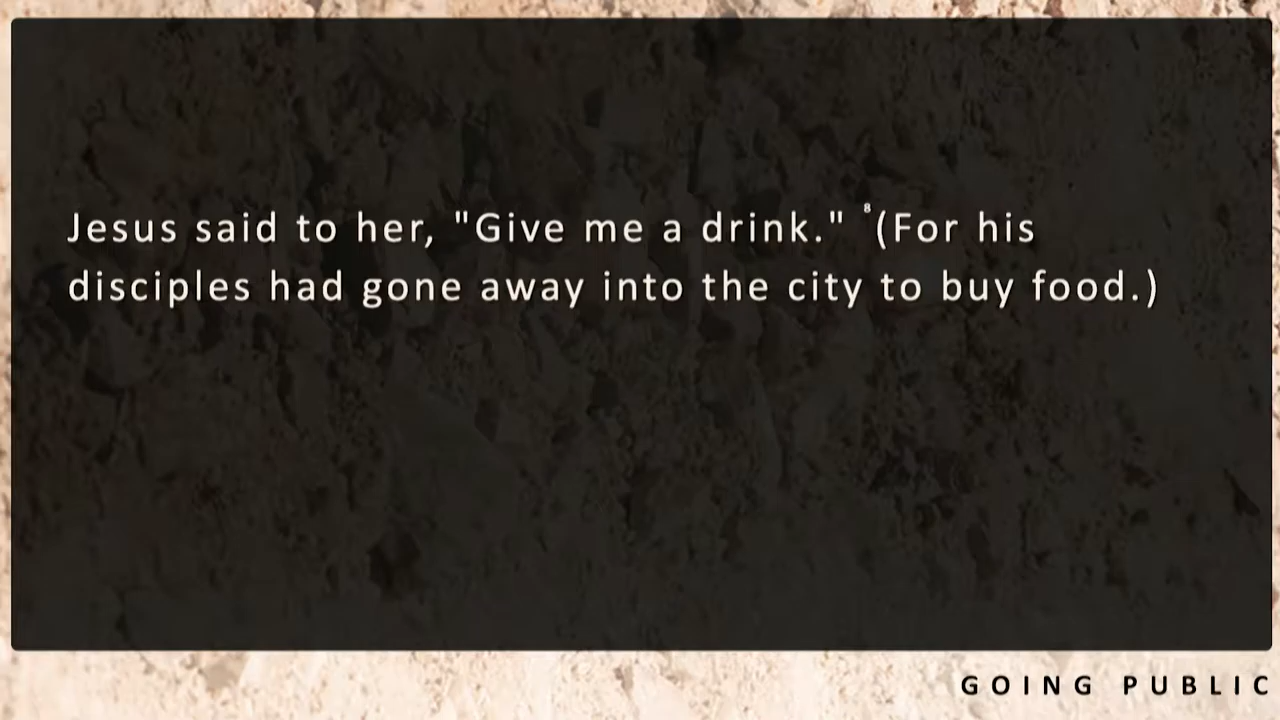 Jesus said to her, "Give me a drink." ⁸(For his
disciples had gone away into the city to buy food.)
GOING PUBLIC